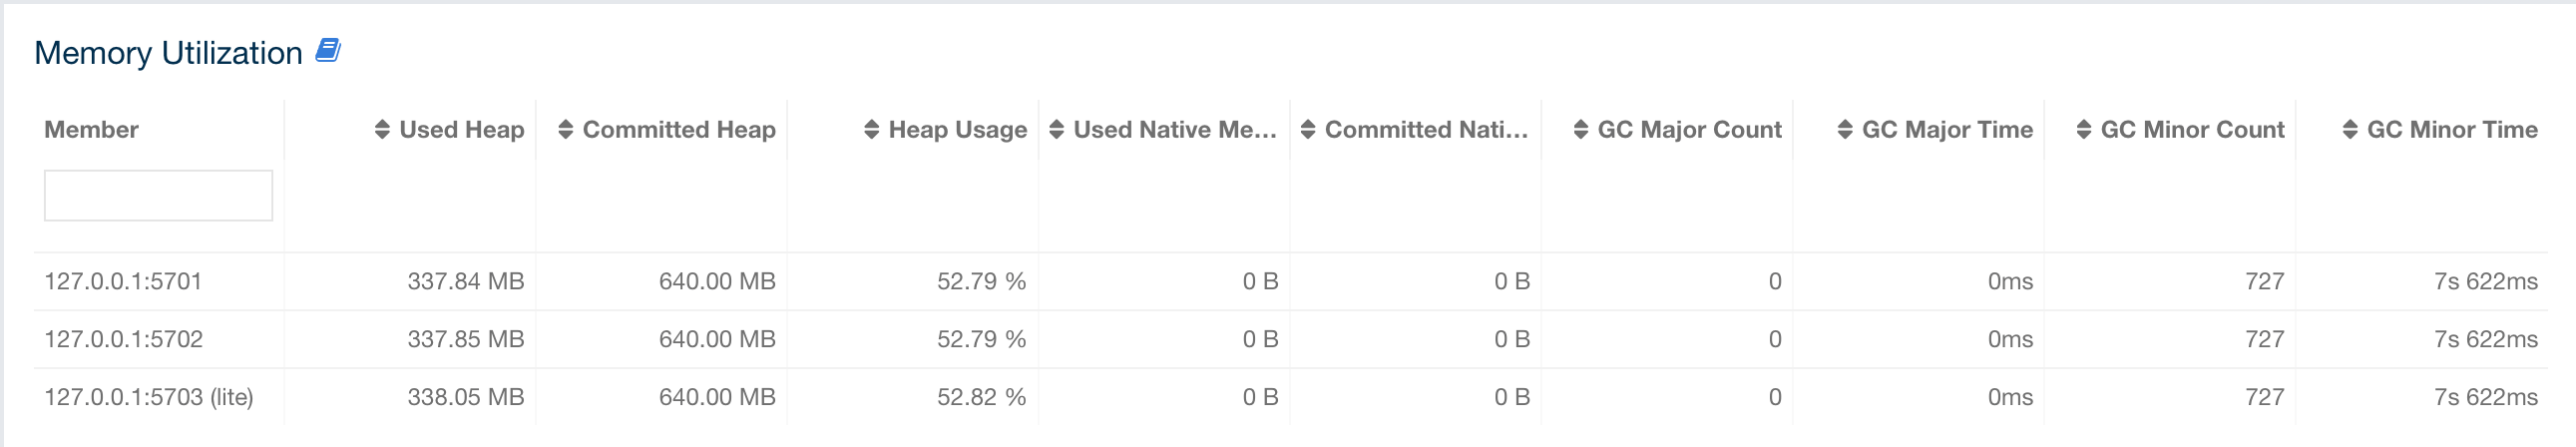 Memory Utilization
Member Used Heap Committed Heap Heap Usage Used Native Me... Committed Nati... GC Major Count GC Major Time GC Minor Count GC Minor Time
127.0.0.1:5701 337.84 MB 640.00 MB 52.79 % 0 B 0 B 0 0ms 727 7s 622ms
127.0.0.1:5702 337.85 MB 640.00 MB 52.79 % 0 B 0 B 0 0ms 727 7s 622ms
127.0.0.1:5703 (lite) 338.05 MB 640.00 MB 52.82 % 0 B 0 B 0 0ms 727 7s 622ms